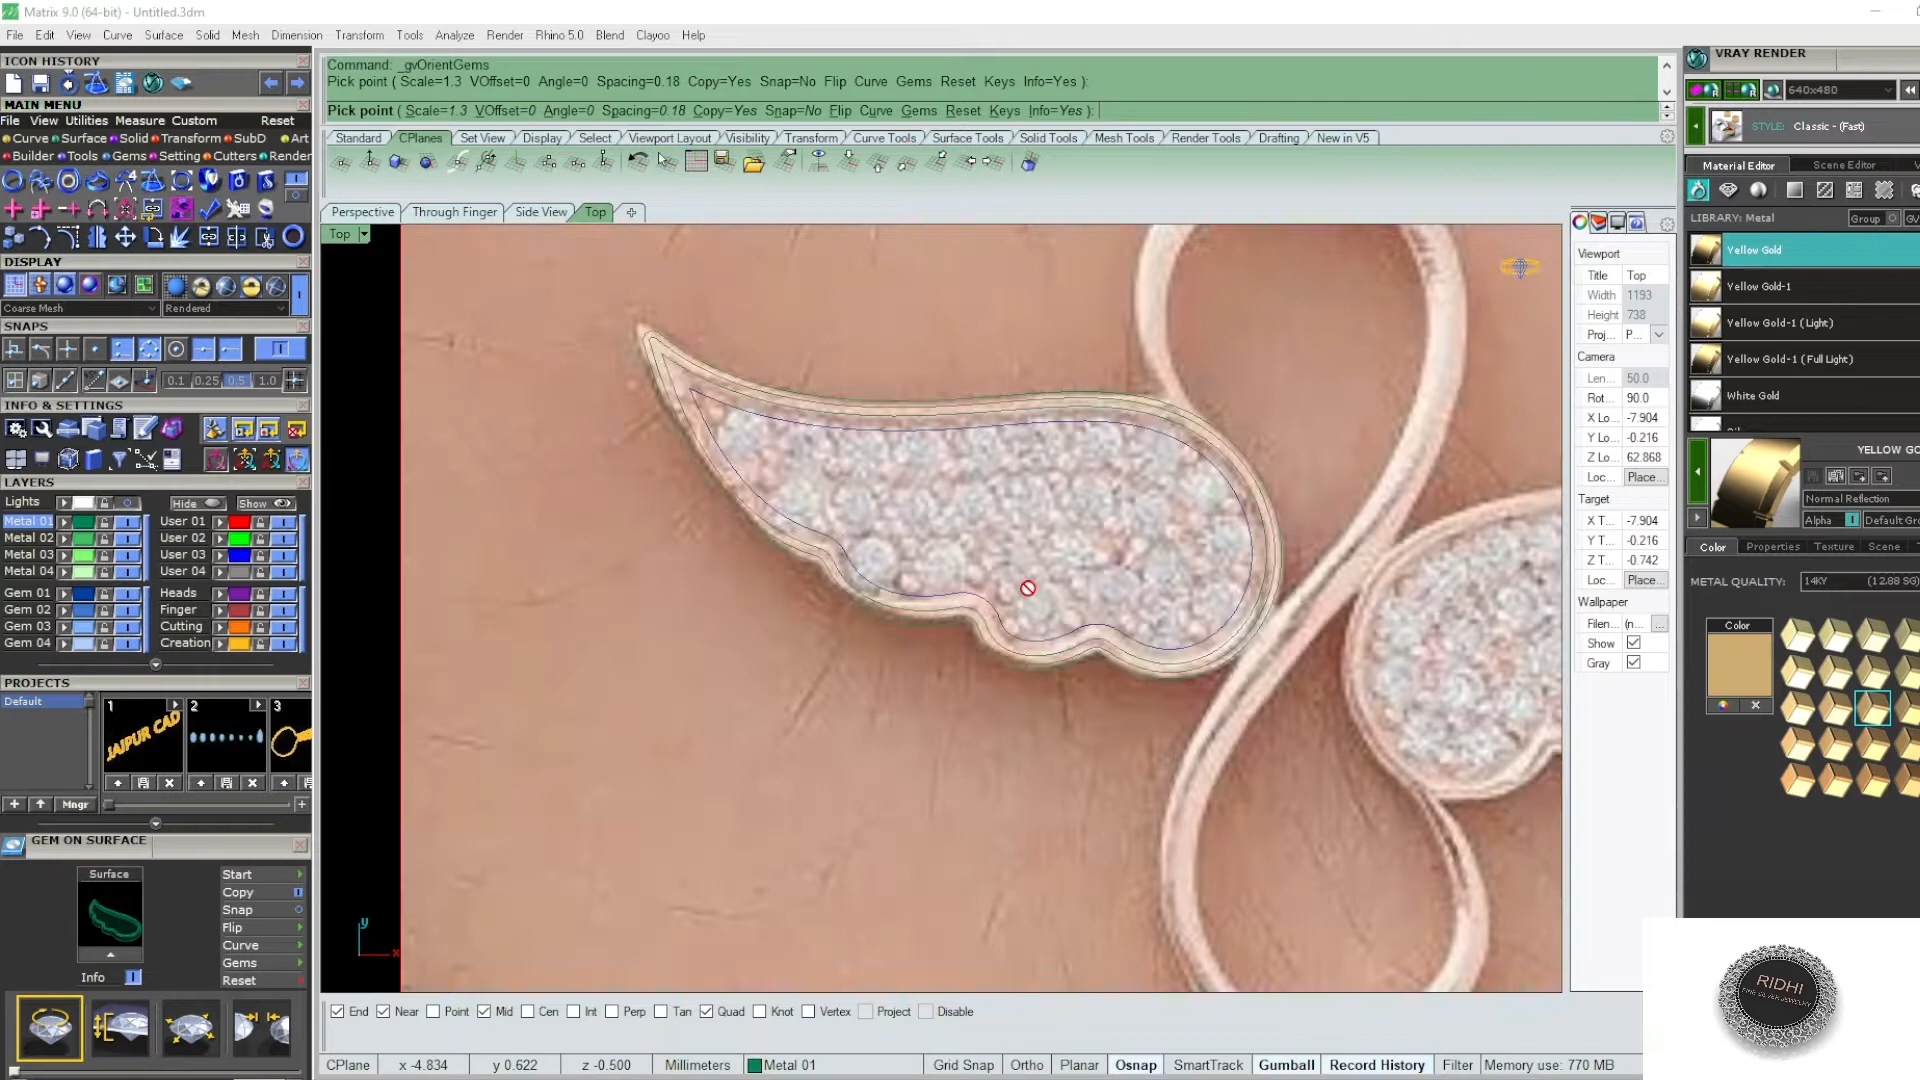 Matrix 9.0 (64-bit) - Untitled.3dm
File Edit View Curve Surface Solid Mesh Dimension Transform Tools Analyze Render Rhino 5.0 Blend Clayoo Help
ICON HISTORY
MAIN MENU
File View Utilities Measure Custom Reset
Curve Surface Solid Transform SubD Art
Builder Tools Gems Setting Cutters Render
DISPLAY
Coarse Mesh Rendered
SNAPS
0.1 0.25 0.5 1.0
INFO & SETTINGS
LAYERS
Lights Hide Show
Metal 01 User 01
Metal 02 User 02
Metal 03 User 03
Metal 04 User 04
Gem 01 Heads
Gem 02 Finger
Gem 03 Cutting
Gem 04 Creation
PROJECTS
Default
1 2 3
JAIPUR CAD
Mngr
GEM ON SURFACE
Surface
Start
Copy
Snap
Flip
Curve
Gems
Info
Reset
Command: _gvOrientGems
Pick point ( Scale=1.3 VOffset=0 Angle=0 Spacing=0.18 Copy=Yes Snap=No Flip Curve Gems Reset Keys Info=Yes ):
Pick point ( Scale=1.3 VOffset=0 Angle=0 Spacing=0.18 Copy=Yes Snap=No Flip Curve Gems Reset Keys Info=Yes ):
Standard CPlanes Set View Display Select Viewport Layout Visibility Transform Curve Tools Surface Tools Solid Tools Mesh Tools Render Tools Drafting New in V5
Perspective Through Finger Side View Top
Top
y
x
Viewport
Title Top
Width 1193
Height 738
Proj... P...
Camera
Len... 50.0
Rot... 90.0
X Lo... -7.904
Y Lo... -0.216
Z Lo... 62.868
Loc... Place...
Target
X T... -7.904
Y T... -0.216
Z T... -0.742
Loc... Place...
Wallpaper
Filen... (n... ...
Show
Gray
VRAY RENDER
640x480
STYLE: Classic - (Fast)
Material Editor Scene Editor
LIBRARY: Metal Group GV
Yellow Gold
Yellow Gold-1
Yellow Gold-1 (Light)
Yellow Gold-1 (Full Light)
White Gold
YELLOW GO
Normal Reflection
Alpha Default Gro
Color Properties Texture Scene
METAL QUALITY: 14KY (12.88 SG)
Color
RIDHI
FINE SILVER JEWELRY
End Near Point Mid Cen Int Perp Tan Quad Knot Vertex Project Disable
CPlane x -4.834 y 0.622 z -0.500 Millimeters Metal 01 Grid Snap Ortho Planar Osnap SmartTrack Gumball Record History Filter Memory use: 770 MB